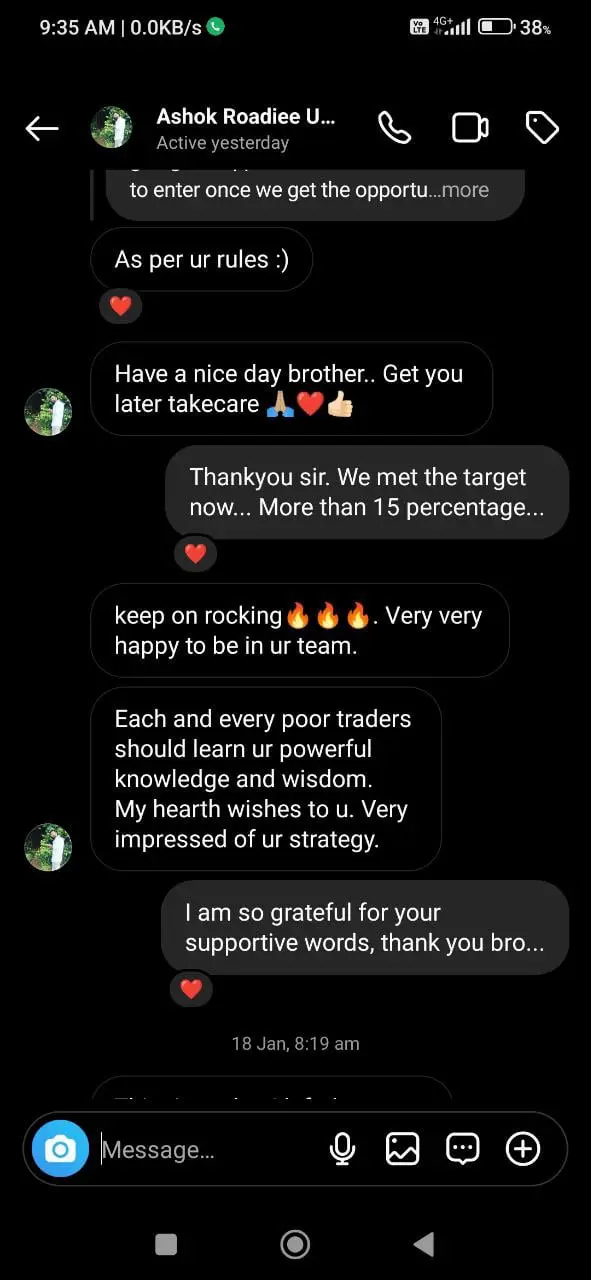 9:35 AM | 0.0KB/s
Vo LTE 4G+ 38%
Ashok Roadiee U...
Active yesterday
to enter once we get the opportu...more
As per ur rules :)
❤️
Have a nice day brother.. Get you
later takecare 🙏🏼❤️👍🏼
Thankyou sir. We met the target
now... More than 15 percentage...
❤️
keep on rocking🔥🔥🔥. Very very
happy to be in ur team.
Each and every poor traders
should learn ur powerful
knowledge and wisdom.
My hearth wishes to u. Very
impressed of ur strategy.
I am so grateful for your
supportive words, thank you bro...
❤️
18 Jan, 8:19 am
Message...